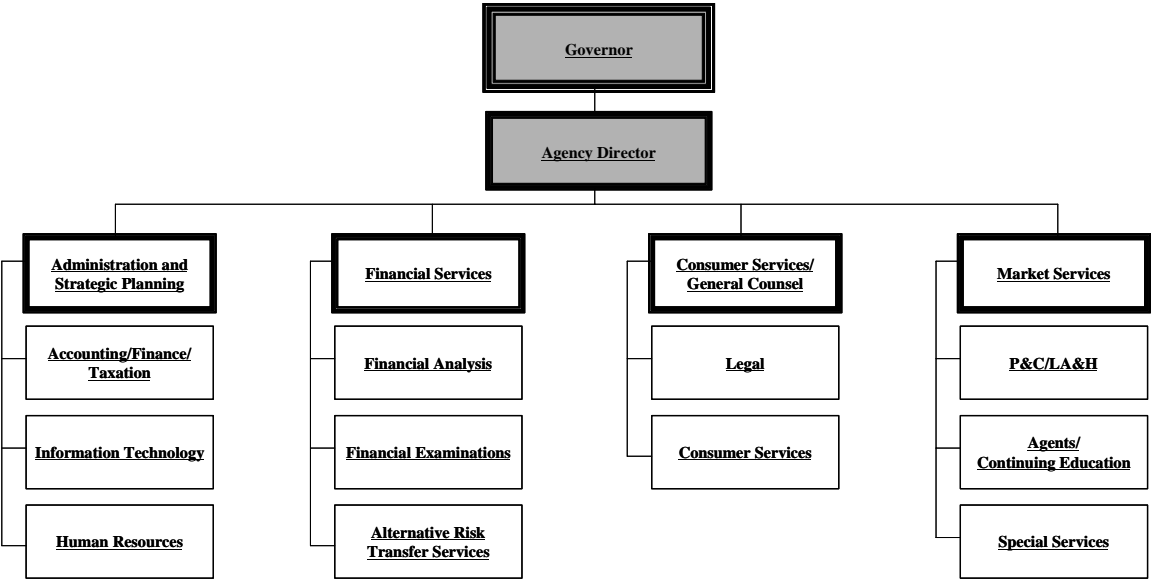 Governor
Agency Director
Administration and
Strategic Planning
Financial Services
Consumer Services/
General Counsel
Market Services
Accounting/Finance/
Taxation
Financial Analysis
Legal
P&C/LA&H
Information Technology
Financial Examinations
Consumer Services
Agents/
Continuing Education
Human Resources
Alternative Risk
Transfer Services
Special Services